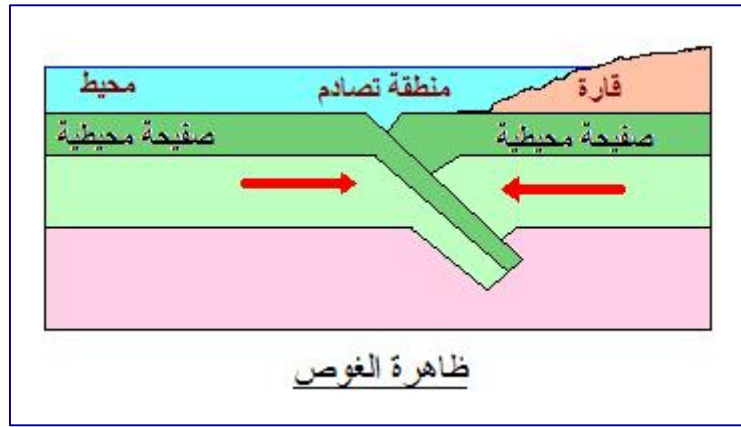 قارة
منطقة تصادم
محيط
صفيحة محيطية
صفيحة محيطية
ظاهرة الغوص